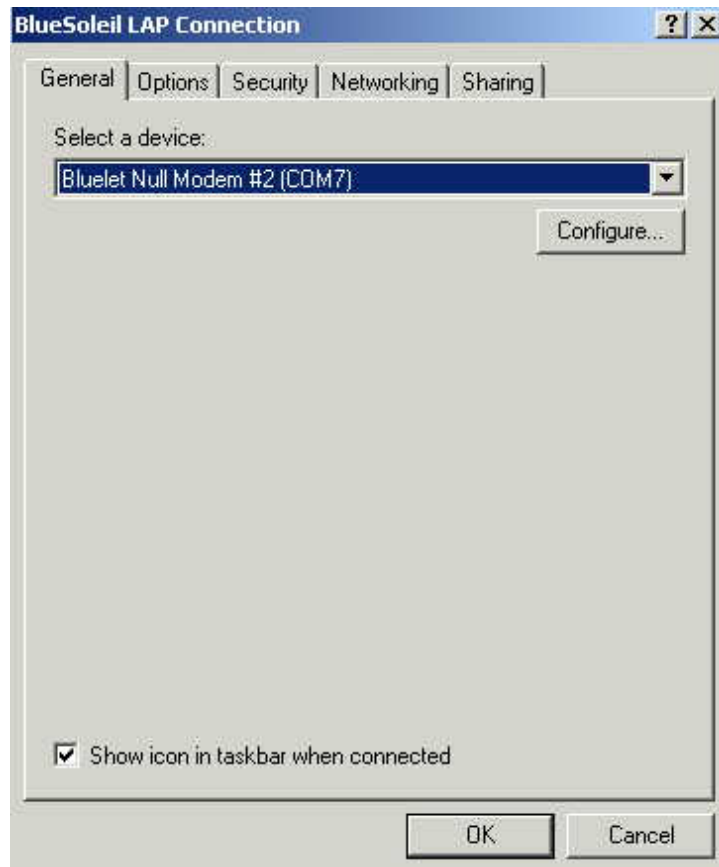 BlueSoleil LAP Connection
General Options Security Networking Sharing
Select a device:
Bluelet Null Modem #2 (COM7)
Configure...
Show icon in taskbar when connected
OK Cancel